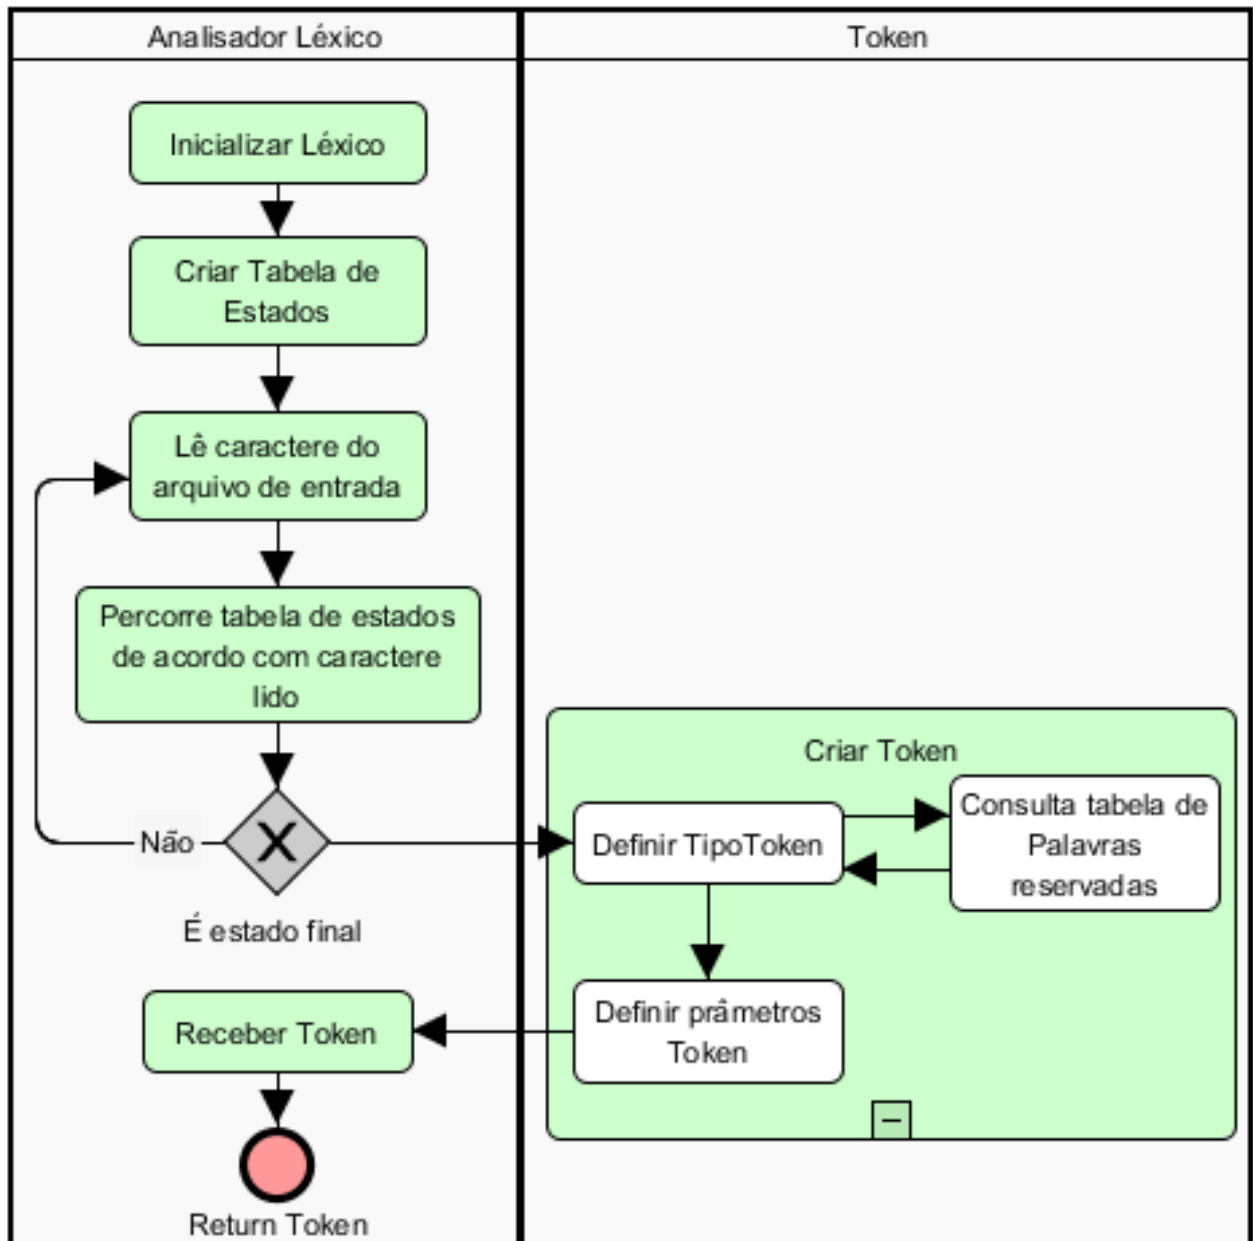 Analisador Léxico
Token
Inicializar Léxico
Criar Tabela de
Estados
Lê caractere do
arquivo de entrada
Percorre tabela de estados
de acordo com caractere
lido
Não
X
É estado final
Criar Token
Definir TipoToken
Consulta tabela de
Palavras
reservadas
Definir prâmetros
Token
Receber Token
Return Token